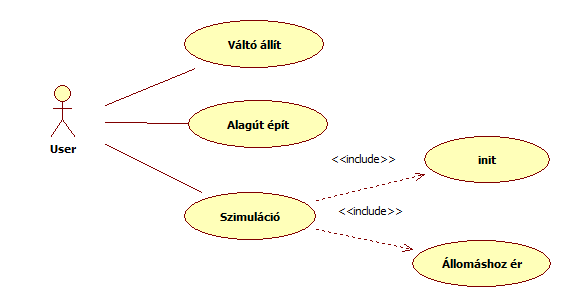 Váltó állít
Alagút épít
User
<<include>>
init
Szimuláció
<<include>>
Állomáshoz ér